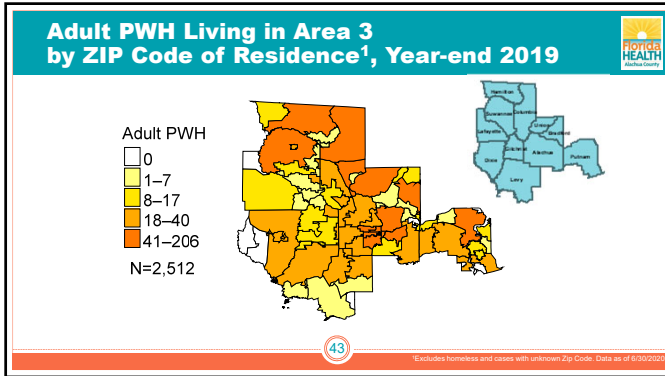 Adult PWH Living in Area 3
by ZIP Code of Residence¹, Year-end 2019
Florida
HEALTH
Alachua County
Hamilton
Suwannee
Columbia
Lafayette
Union
Bradford
Gilchrist
Alachua
Dixie
Putnam
Levy
Adult PWH
0
1–7
8–17
18–40
41–206
N=2,512
43
¹Excludes homeless and cases with unknown Zip Code. Data as of 6/30/2020